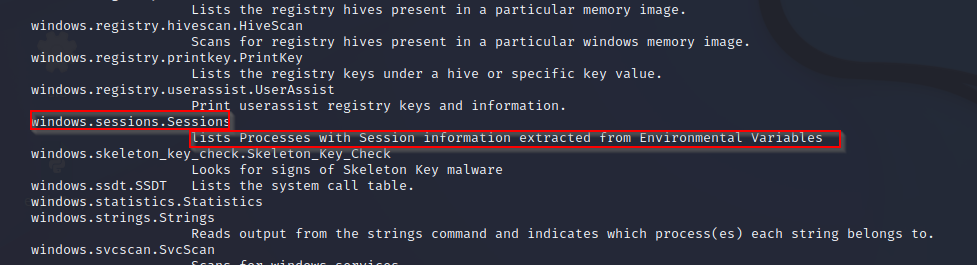 Lists the registry hives present in a particular memory image.
windows.registry.hivescan.HiveScan
Scans for registry hives present in a particular windows memory image.
windows.registry.printkey.PrintKey
Lists the registry keys under a hive or specific key value.
windows.registry.userassist.UserAssist
Print userassist registry keys and information.
windows.sessions.Sessions
lists Processes with Session information extracted from Environmental Variables
windows.skeleton_key_check.Skeleton_Key_Check
Looks for signs of Skeleton Key malware
windows.ssdt.SSDT Lists the system call table.
windows.statistics.Statistics
windows.strings.Strings
Reads output from the strings command and indicates which process(es) each string belongs to.
windows.svcscan.SvcScan
Scans for windows services